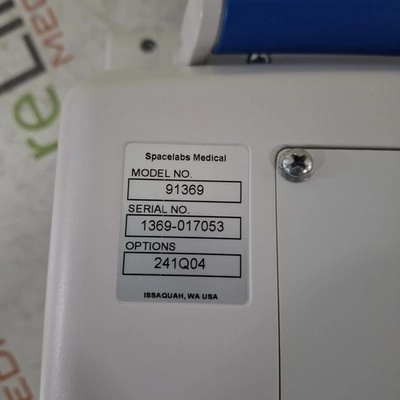 Spacelabs Medical
MODEL NO.
91369
SERIAL NO.
1369-017053
OPTIONS
241Q04
ISSAQUAH, WA USA